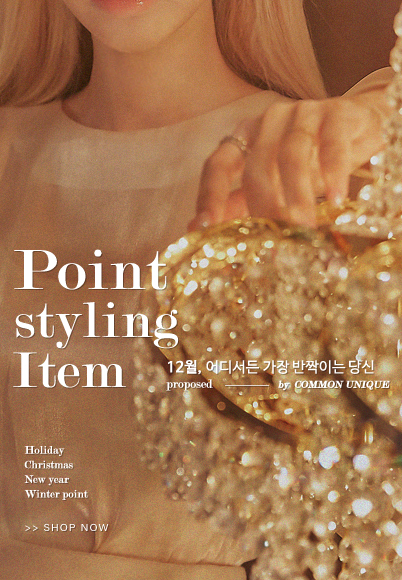 Point
styling
Item
12월, 어디서든 가장 반짝이는 당신
proposed by. COMMON UNIQUE
Holiday
Christmas
New year
Winter point
>> SHOP NOW